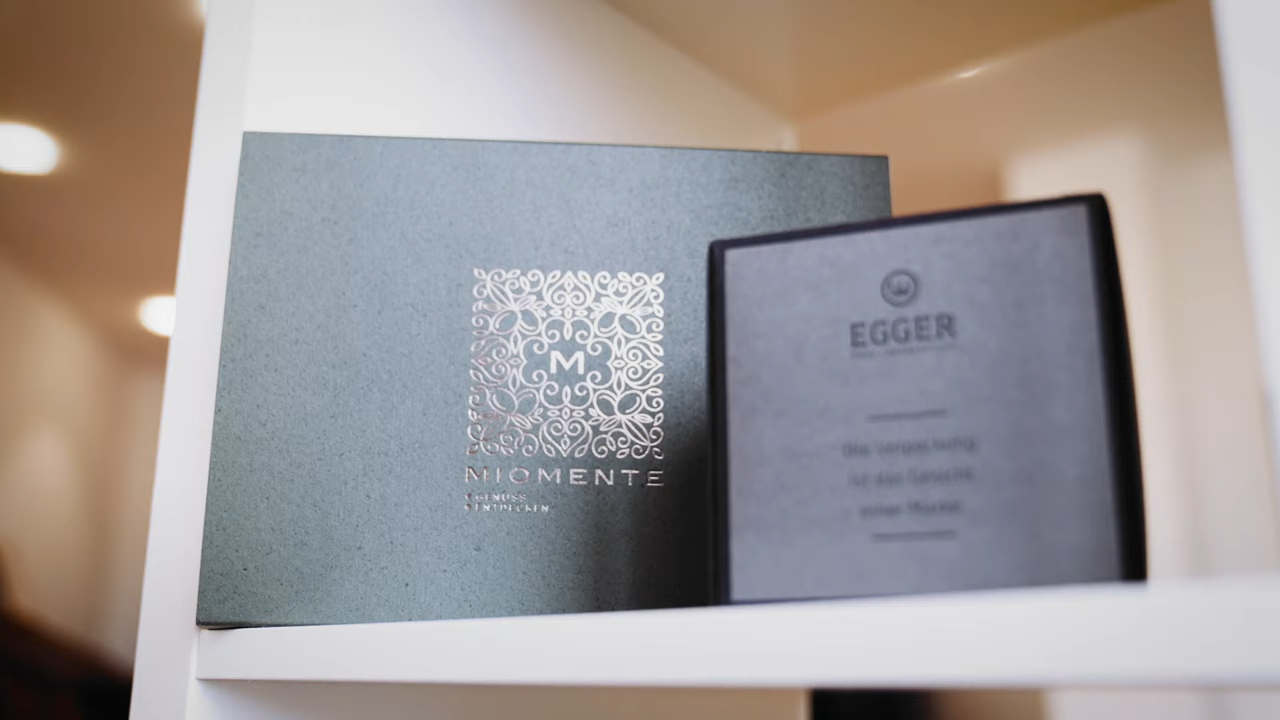 M
MIOMENTE
GENUSS
ENTDECKEN
EGGER
Die Verpackung
ist das Gesicht
einer Marke.